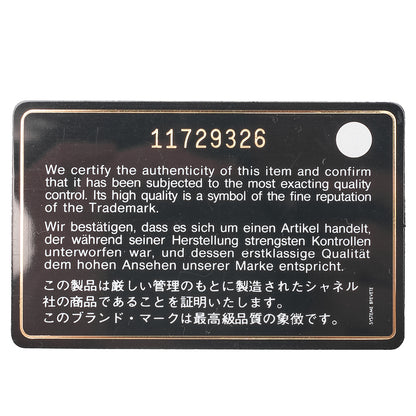 11729326
We certify the authenticity of this item and confirm
that it has been subjected to the most exacting quality
control. Its high quality is a symbol of the fine reputation
of the Trademark.
Wir bestätigen, dass es sich um einen Artikel handelt,
der während seiner Herstellung strengsten Kontrollen
unterworfen war, und dessen erstklassige Qualität
dem hohen Ansehen unserer Marke entspricht.
この製品は厳しい管理のもとに製造されたシャネル
社の商品であることを証明いたします。
このブランド・マークは最高級品質の象徴です。
SYSTEME BREVETE